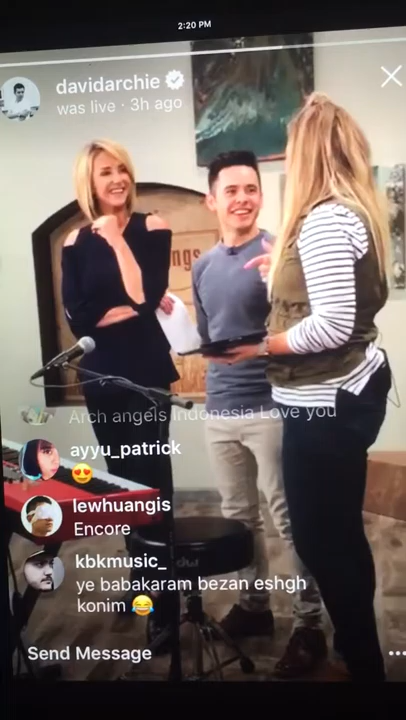 2:20 PM
davidarchie
was live · 3h ago
ngs
Arch angels Indonesia Love you
ayyu_patrick
😍
lewhuangis
Encore
kbkmusic_
ye babakaram bezan eshgh
konim 😂
Send Message